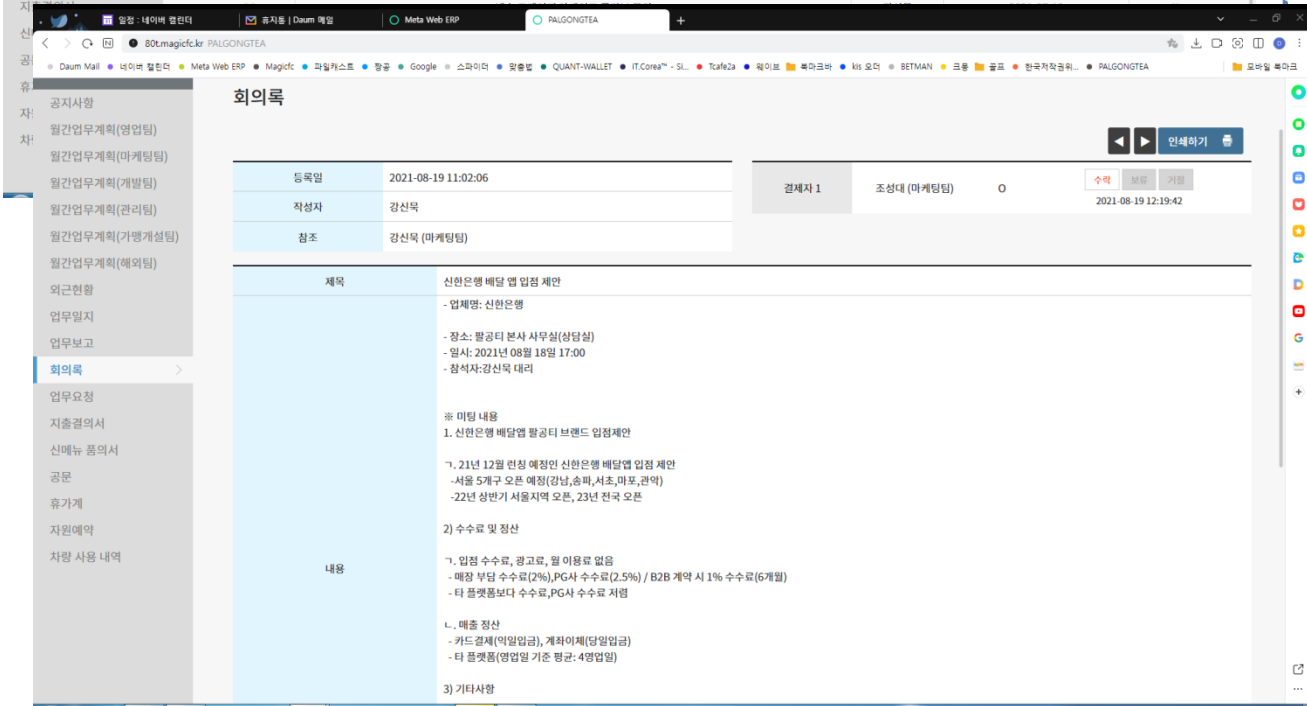 일정 : 네이버 캘린더
휴지통 | Daum 메일
Meta Web ERP
PALGONGTEA
80t.magicfc.kr PALGONGTEA
Daum Mail 네이버 캘린더 Meta Web ERP Magicfc 파일캐스트 짱공 Google 스파이더 맞춤법 QUANT-WALLET IT.Corea™ - Si... Tcafe2a 웨이브 북마크바 kis 오더 BETMAN 크몽 골프 한국저작권위... PALGONGTEA 모바일 북마크
공지사항
월간업무계획(영업팀)
월간업무계획(마케팅팀)
월간업무계획(개발팀)
월간업무계획(관리팀)
월간업무계획(가맹개설팀)
월간업무계획(해외팀)
외근현황
업무일지
업무보고
회의록
업무요청
지출결의서
신메뉴 품의서
공문
휴가계
자원예약
차량 사용 내역
회의록
인쇄하기
등록일 2021-08-19 11:02:06
작성자 강신묵
참조 강신묵 (마케팅팀)
결제자 1 조성대 (마케팅팀) O 수락 보류 거절
2021-08-19 12:19:42
제목 신한은행 배달 앱 입점 제안
내용
- 업체명: 신한은행
- 장소: 팔공티 본사 사무실(상담실)
- 일시: 2021년 08월 18일 17:00
- 참석자:강신묵 대리
※ 미팅 내용
1. 신한은행 배달앱 팔공티 브랜드 입점제안
ㄱ. 21년 12월 런칭 예정인 신한은행 배달앱 입점 제안
-서울 5개구 오픈 예정(강남,송파,서초,마포,관악)
-22년 상반기 서울지역 오픈, 23년 전국 오픈
2) 수수료 및 정산
ㄱ. 입점 수수료, 광고료, 월 이용료 없음
- 매장 부담 수수료(2%),PG사 수수료(2.5%) / B2B 계약 시 1% 수수료(6개월)
- 타 플랫폼보다 수수료,PG사 수수료 저렴
ㄴ. 매출 정산
- 카드결제(익일입금), 계좌이체(당일입금)
- 타 플랫폼(영업일 기준 평균: 4영업일)
3) 기타사항